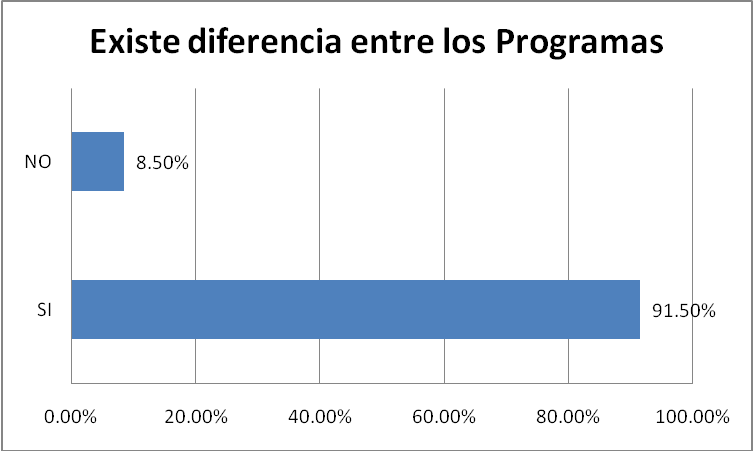 Existe diferencia entre los Programas
NO
8.50%
SI
91.50%
0.00% 20.00% 40.00% 60.00% 80.00% 100.00%